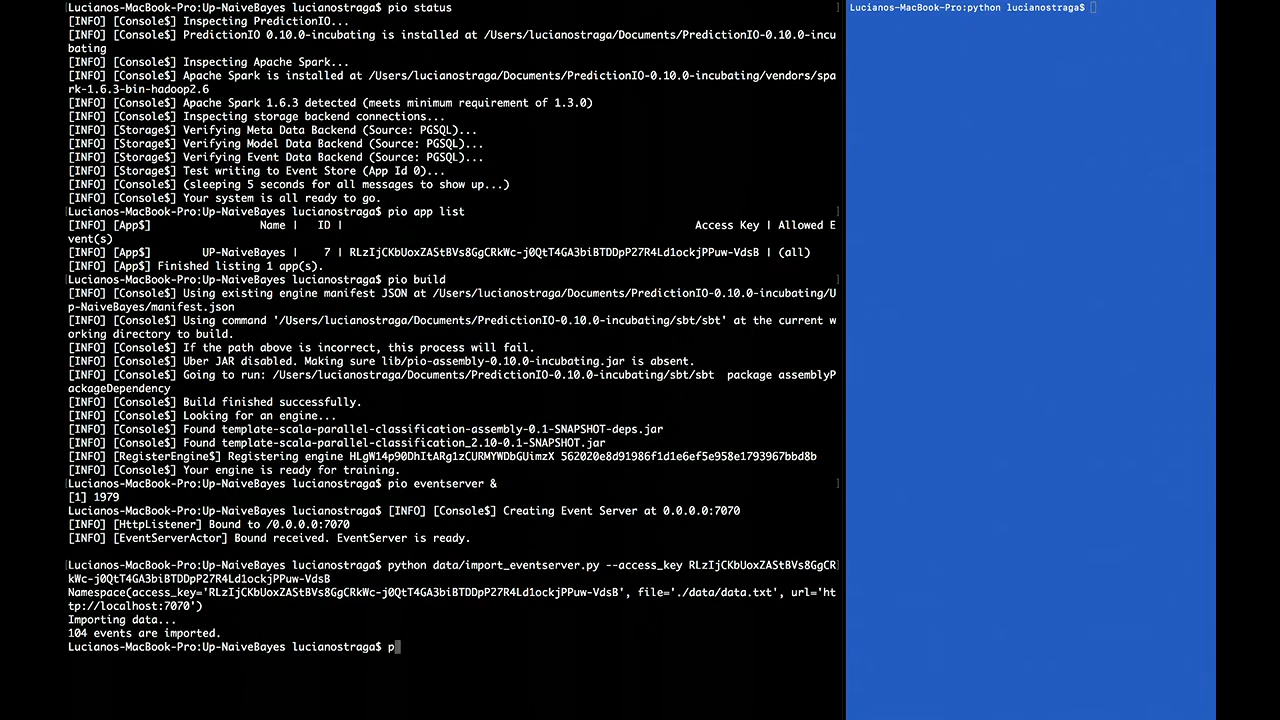 Lucianos-MacBook-Pro:Up-NaiveBayes lucianostraga$ pio status
[INFO] [Console$] Inspecting PredictionIO...
[INFO] [Console$] PredictionIO 0.10.0-incubating is installed at /Users/lucianostraga/Documents/PredictionIO-0.10.0-incu
bating
[INFO] [Console$] Inspecting Apache Spark...
[INFO] [Console$] Apache Spark is installed at /Users/lucianostraga/Documents/PredictionIO-0.10.0-incubating/vendors/spa
rk-1.6.3-bin-hadoop2.6
[INFO] [Console$] Apache Spark 1.6.3 detected (meets minimum requirement of 1.3.0)
[INFO] [Console$] Inspecting storage backend connections...
[INFO] [Storage$] Verifying Meta Data Backend (Source: PGSQL)...
[INFO] [Storage$] Verifying Model Data Backend (Source: PGSQL)...
[INFO] [Storage$] Verifying Event Data Backend (Source: PGSQL)...
[INFO] [Storage$] Test writing to Event Store (App Id 0)...
[INFO] [Console$] (sleeping 5 seconds for all messages to show up...)
[INFO] [Console$] Your system is all ready to go.
Lucianos-MacBook-Pro:Up-NaiveBayes lucianostraga$ pio app list
[INFO] [App$] Name | ID | Access Key | Allowed E
vent(s)
[INFO] [App$] UP-NaiveBayes | 7 | RLzIjCKbUoxZAStBVs8GgCRkWc-j0QtT4GA3biBTDDpP27R4Ld1ockjPPuw-VdsB | (all)
[INFO] [App$] Finished listing 1 app(s).
Lucianos-MacBook-Pro:Up-NaiveBayes lucianostraga$ pio build
[INFO] [Console$] Using existing engine manifest JSON at /Users/lucianostraga/Documents/PredictionIO-0.10.0-incubating/U
p-NaiveBayes/manifest.json
[INFO] [Console$] Using command '/Users/lucianostraga/Documents/PredictionIO-0.10.0-incubating/sbt/sbt' at the current w
orking directory to build.
[INFO] [Console$] If the path above is incorrect, this process will fail.
[INFO] [Console$] Uber JAR disabled. Making sure lib/pio-assembly-0.10.0-incubating.jar is absent.
[INFO] [Console$] Going to run: /Users/lucianostraga/Documents/PredictionIO-0.10.0-incubating/sbt/sbt  package assemblyP
ackageDependency
[INFO] [Console$] Build finished successfully.
[INFO] [Console$] Looking for an engine...
[INFO] [Console$] Found template-scala-parallel-classification-assembly-0.1-SNAPSHOT-deps.jar
[INFO] [Console$] Found template-scala-parallel-classification_2.10-0.1-SNAPSHOT.jar
[INFO] [RegisterEngine$] Registering engine HLgW14p90DhItARg1zCURMYWDbGUimzX 562020e8d91986f1d1e6ef5e958e1793967bbd8b
[INFO] [Console$] Your engine is ready for training.
Lucianos-MacBook-Pro:Up-NaiveBayes lucianostraga$ pio eventserver &
[1] 1979
Lucianos-MacBook-Pro:Up-NaiveBayes lucianostraga$ [INFO] [Console$] Creating Event Server at 0.0.0.0:7070
[INFO] [HttpListener] Bound to /0.0.0.0:7070
[INFO] [EventServerActor] Bound received. EventServer is ready.
Lucianos-MacBook-Pro:Up-NaiveBayes lucianostraga$ python data/import_eventserver.py --access_key RLzIjCKbUoxZAStBVs8GgCR
kWc-j0QtT4GA3biBTDDpP27R4Ld1ockjPPuw-VdsB
Namespace(access_key='RLzIjCKbUoxZAStBVs8GgCRkWc-j0QtT4GA3biBTDDpP27R4Ld1ockjPPuw-VdsB', file='./data/data.txt', url='ht
tp://localhost:7070')
Importing data...
104 events are imported.
Lucianos-MacBook-Pro:Up-NaiveBayes lucianostraga$ p
Lucianos-MacBook-Pro:python lucianostraga$